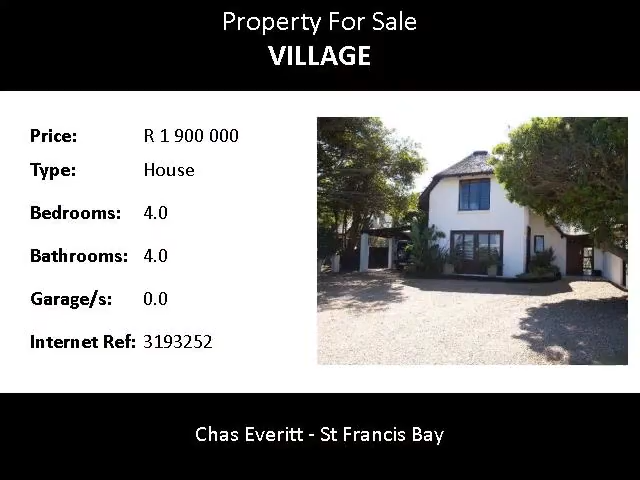 Property For Sale
VILLAGE
Price: R 1 900 000
Type: House
Bedrooms: 4.0
Bathrooms: 4.0
Garage/s: 0.0
Internet Ref: 3193252
Chas Everitt - St Francis Bay